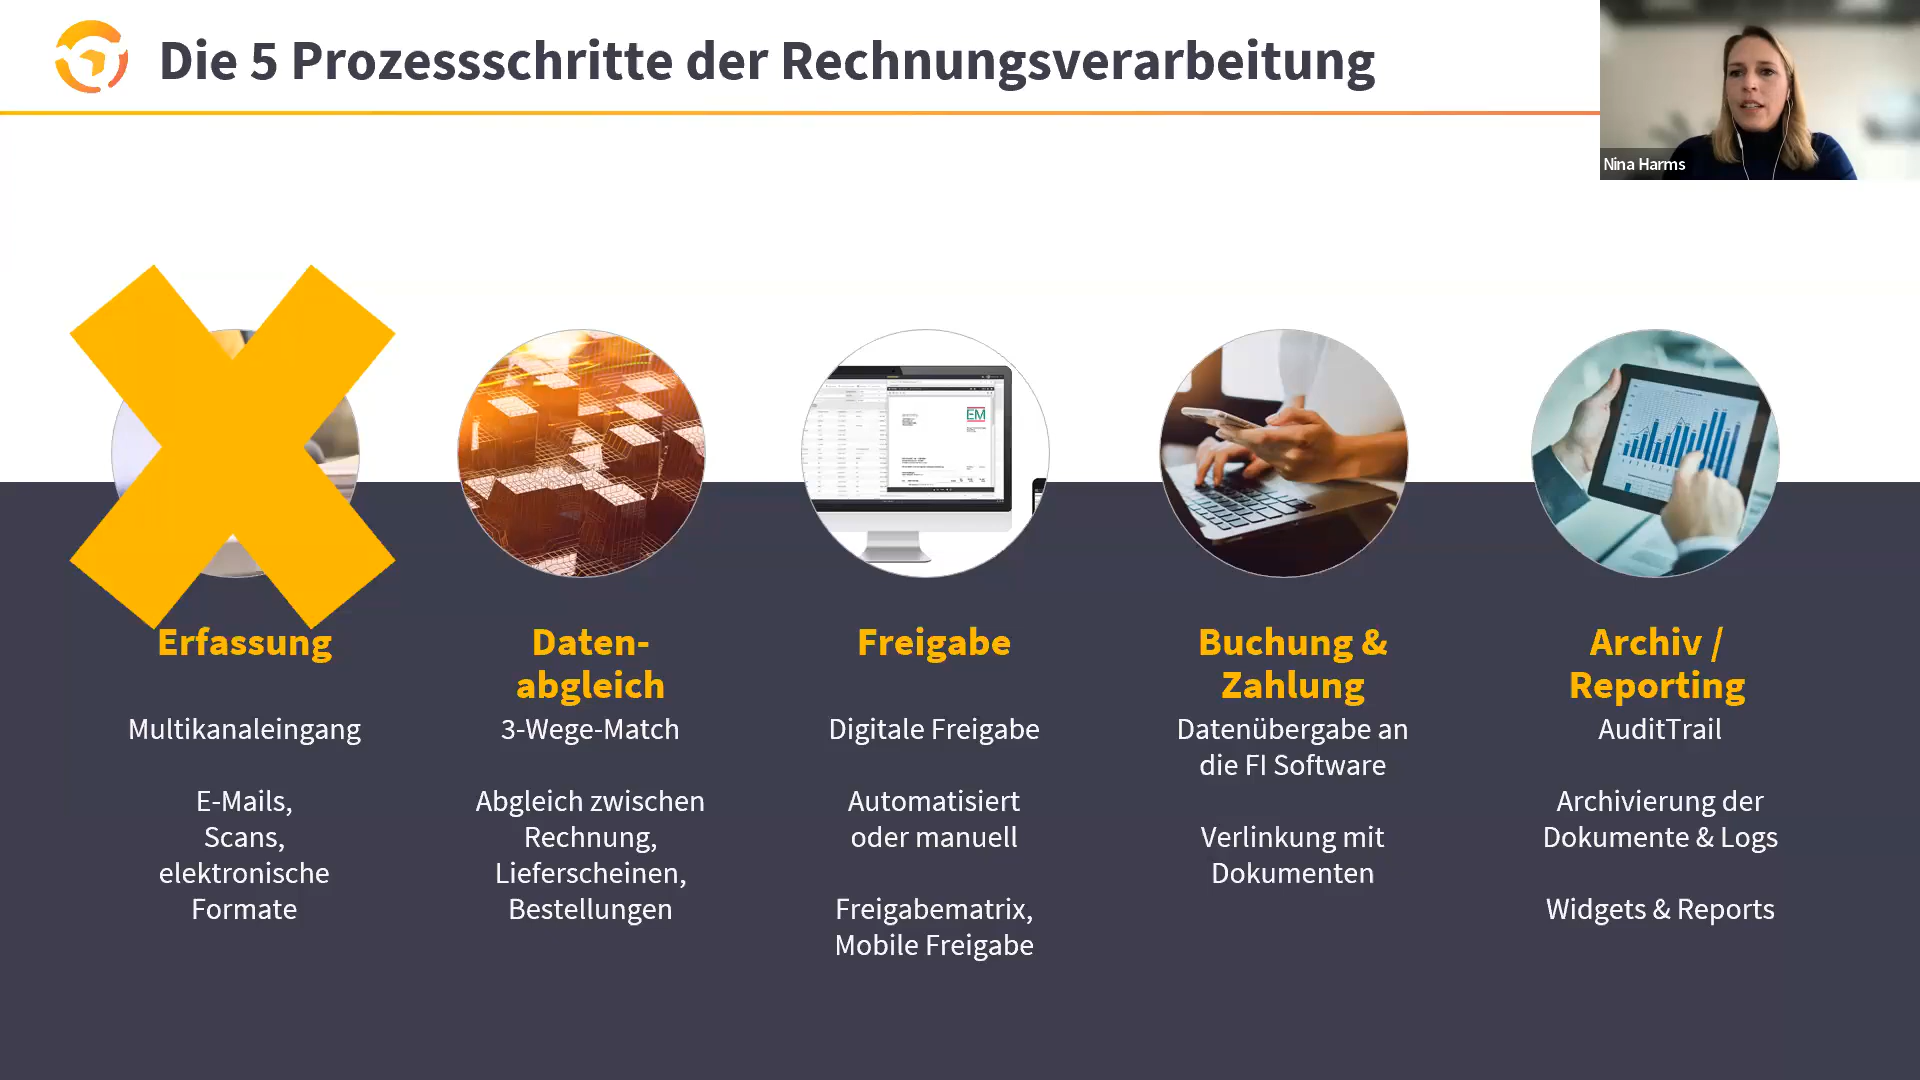 Die 5 Prozessschritte der Rechnungsverarbeitung
Nina Harms
EM
Erfassung
Multikanaleingang
E-Mails,
Scans,
elektronische
Formate
Daten-
abgleich
3-Wege-Match
Abgleich zwischen
Rechnung,
Lieferscheinen,
Bestellungen
Freigabe
Digitale Freigabe
Automatisiert
oder manuell
Freigabematrix,
Mobile Freigabe
Buchung &
Zahlung
Datenübergabe an
die FI Software
Verlinkung mit
Dokumenten
Archiv /
Reporting
AuditTrail
Archivierung der
Dokumente & Logs
Widgets & Reports